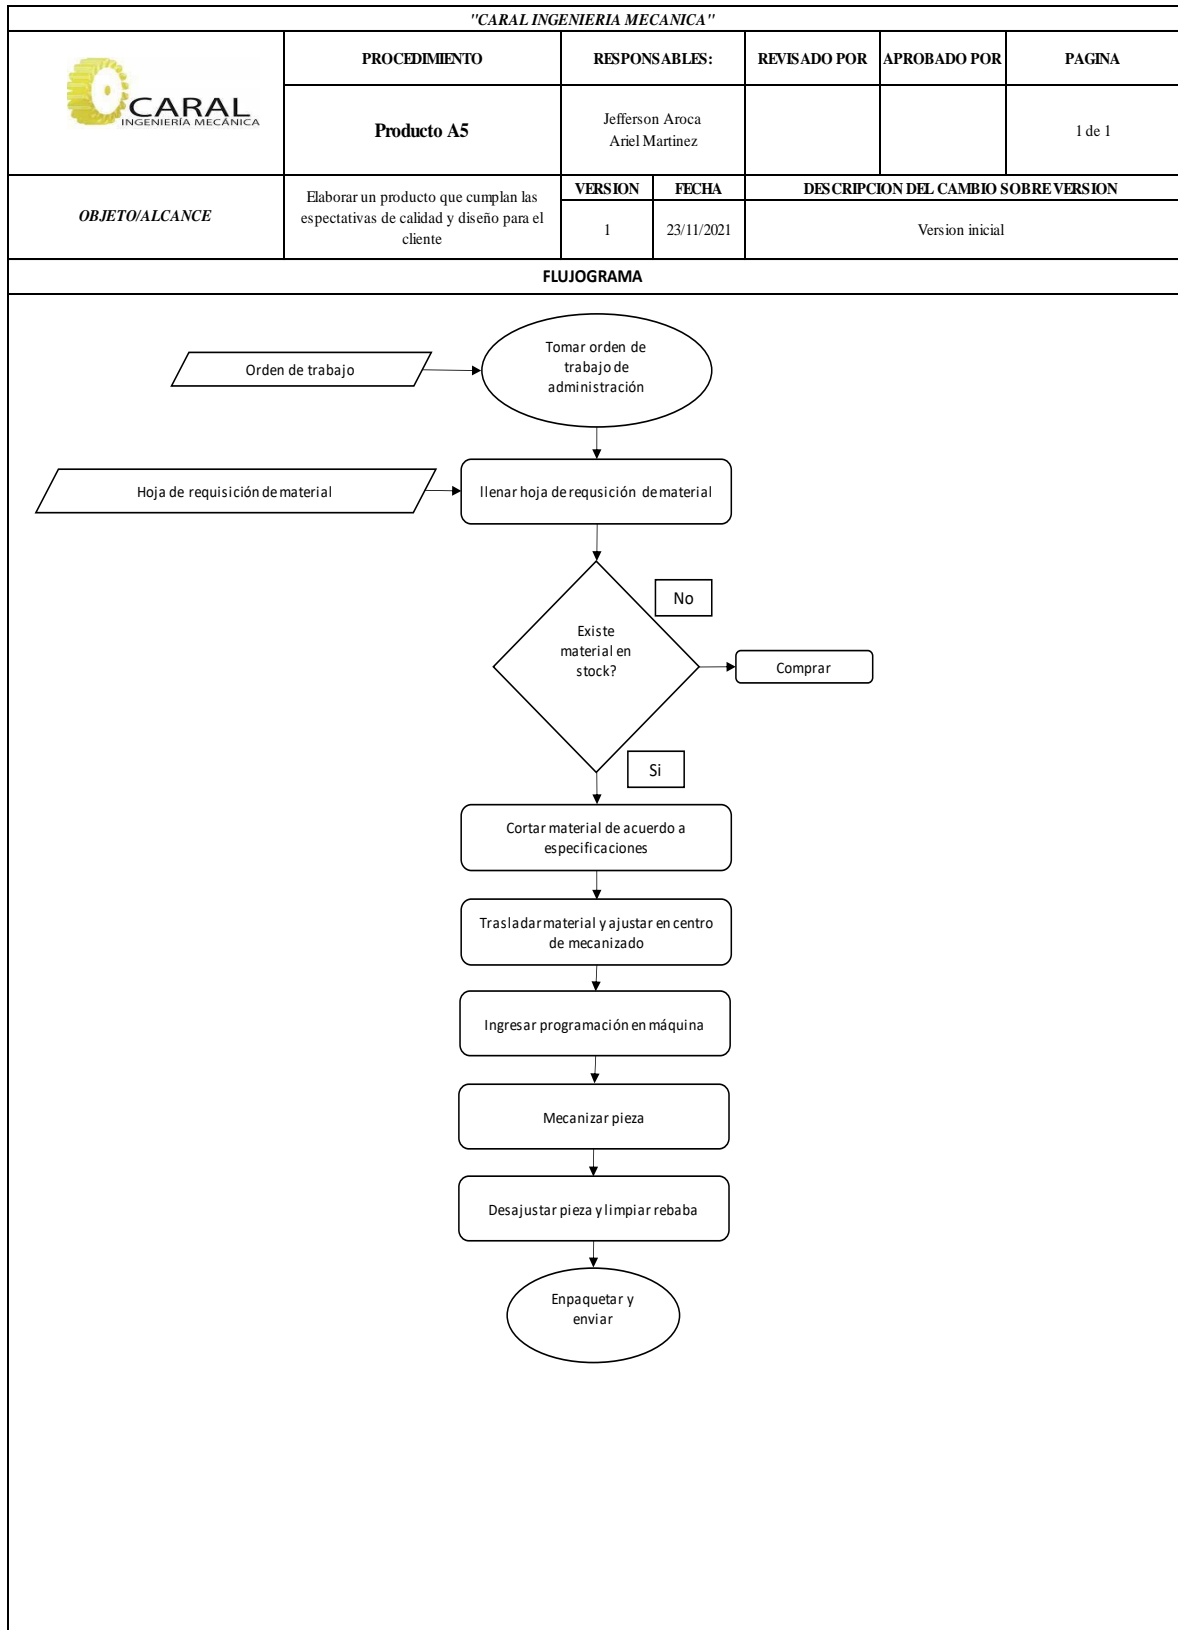 "CARAL INGENIERIA MECANICA"
CARAL
INGENIERÍA MECÁNICA
PROCEDIMIENTO
RESPONSABLES:
REVISADO POR
APROBADO POR
PAGINA
Producto A5
Jefferson Aroca
Ariel Martinez
1 de 1
OBJETO/ALCANCE
Elaborar un producto que cumplan las
espectativas de calidad y diseño para el
cliente
VERSION
FECHA
DESCRIPCION DEL CAMBIO SOBRE VERSION
1
23/11/2021
Version inicial
FLUJOGRAMA
Orden de trabajo
Tomar orden de
trabajo de
administración
Hoja de requisición de material
llenar hoja de requsición de material
No
Existe
material en
stock?
Comprar
Si
Cortar material de acuerdo a
especificaciones
Trasladar material y ajustar en centro
de mecanizado
Ingresar programación en máquina
Mecanizar pieza
Desajustar pieza y limpiar rebaba
Enpaquetar y
enviar